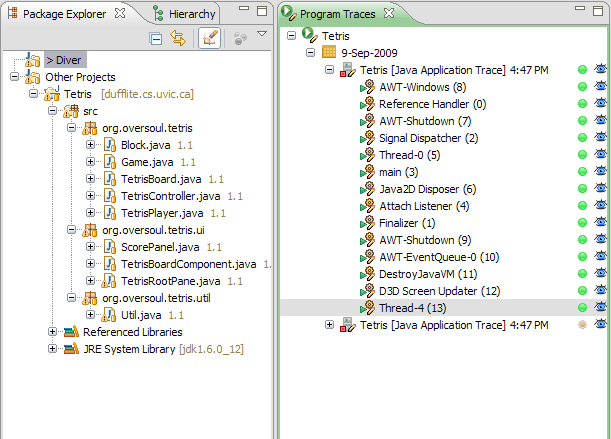 Package Explorer
Hierarchy
> Diver
Other Projects
Tetris [dufflite.cs.uvic.ca]
src
org.oversoul.tetris
Block.java 1.1
Game.java 1.1
TetrisBoard.java 1.1
TetrisController.java 1.1
TetrisPlayer.java 1.1
org.oversoul.tetris.ui
ScorePanel.java 1.1
TetrisBoardComponent.java 1.1
TetrisRootPane.java 1.1
org.oversoul.tetris.util
Util.java 1.1
Referenced Libraries
JRE System Library [jdk1.6.0_12]
Program Traces
Tetris
9-Sep-2009
Tetris [Java Application Trace] 4:47 PM
AWT-Windows (8)
Reference Handler (0)
AWT-Shutdown (7)
Signal Dispatcher (2)
Thread-0 (5)
main (3)
Java2D Disposer (6)
Attach Listener (4)
Finalizer (1)
AWT-Shutdown (9)
AWT-EventQueue-0 (10)
DestroyJavaVM (11)
D3D Screen Updater (12)
Thread-4 (13)
Tetris [Java Application Trace] 4:47 PM